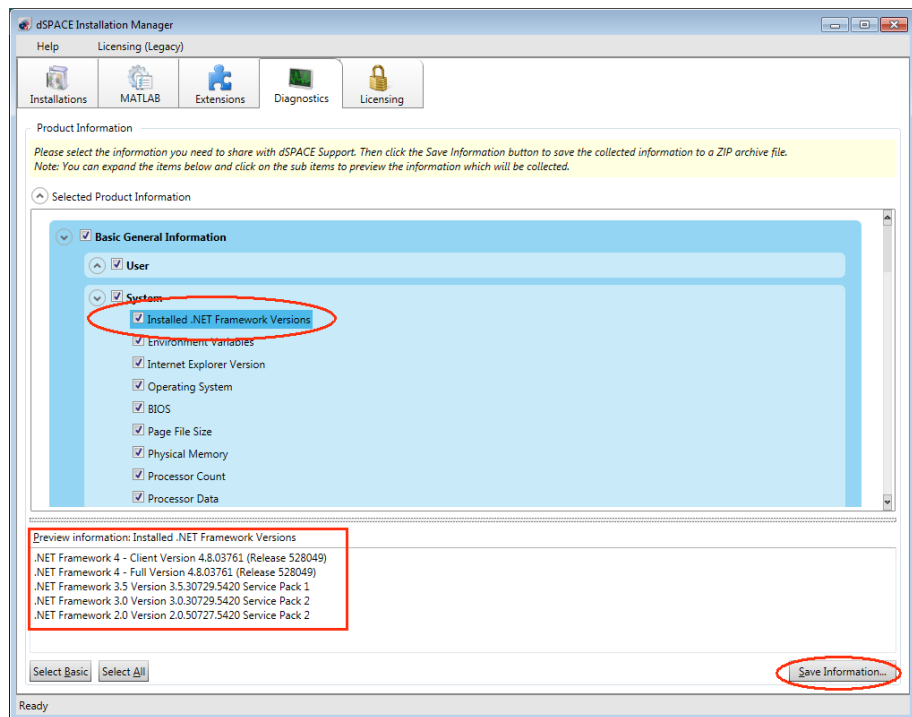 dSPACE Installation Manager
Help Licensing (Legacy)
Installations MATLAB Extensions Diagnostics Licensing
Product Information
Please select the information you need to share with dSPACE Support. Then click the Save Information button to save the collected information to a ZIP archive file.
Note: You can expand the items below and click on the sub items to preview the information which will be collected.
Selected Product Information
Basic General Information
User
System
Installed .NET Framework Versions
Environment Variables
Internet Explorer Version
Operating System
BIOS
Page File Size
Physical Memory
Processor Count
Processor Data
Preview information: Installed .NET Framework Versions
.NET Framework 4 - Client Version 4.8.03761 (Release 528049)
.NET Framework 4 - Full Version 4.8.03761 (Release 528049)
.NET Framework 3.5 Version 3.5.30729.5420 Service Pack 1
.NET Framework 3.0 Version 3.0.30729.5420 Service Pack 2
.NET Framework 2.0 Version 2.0.50727.5420 Service Pack 2
Select Basic Select All Save Information...
Ready